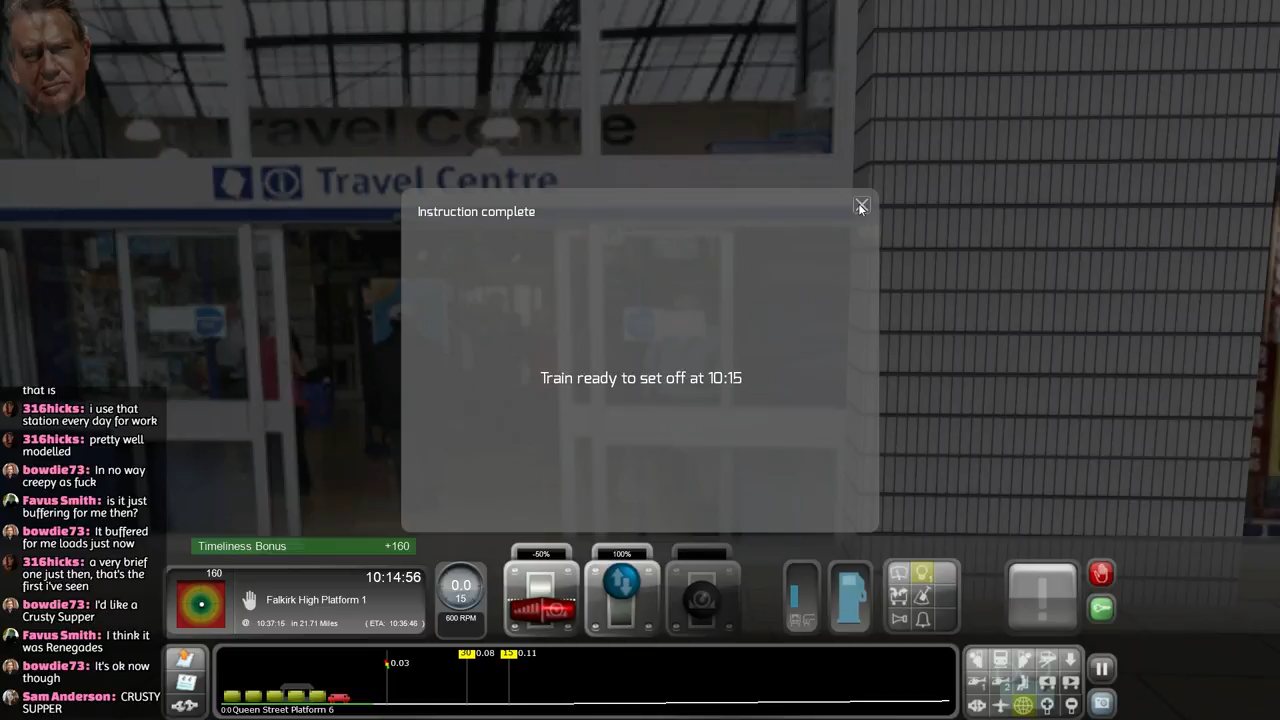 Travel Centre
Travel Centre
Instruction complete
Train ready to set off at 10:15
that is
316hicks: i use that
station every day for work
316hicks: pretty well
modelled
bowdie73: In no way
creepy as fuck
Favus Smith: is it just
buffering for me then?
bowdie73: It buffered
for me loads just now
316hicks: a very brief
one just then, that's the
first i've seen
bowdie73: I'd like a
Crusty Supper
Favus Smith: I think it
was Renegades
bowdie73: It's ok now
though
Sam Anderson: CRUSTY
SUPPER
Timeliness Bonus +160
160
10:14:56
Falkirk High Platform 1
@ 10:37:15 in 21.71 Miles ( ETA: 10:36:46 )
0.0
15
600 RPM
-50%
100%
0.03
30 0.08
15 0.11
0.0 Queen Street Platform 6